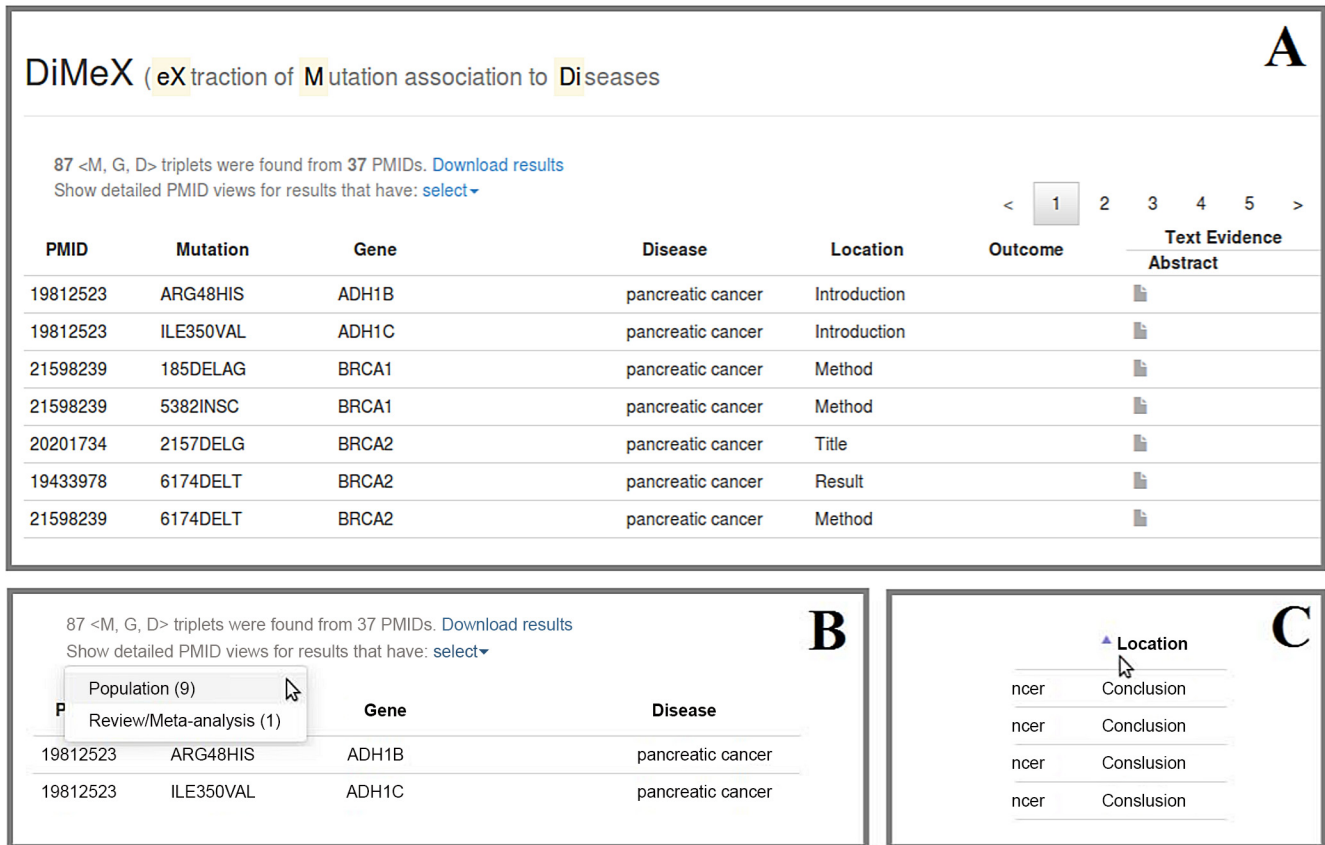 A
DiMeX ( eX traction of M utation association to Di seases
87 <M, G, D> triplets were found from 37 PMIDs. Download results
Show detailed PMID views for results that have: select
< 1 2 3 4 5 >
Text Evidence
PMID Mutation Gene Disease Location Outcome
Abstract
19812523 ARG48HIS ADH1B pancreatic cancer Introduction
19812523 ILE350VAL ADH1C pancreatic cancer Introduction
21598239 185DELAG BRCA1 pancreatic cancer Method
21598239 5382INSC BRCA1 pancreatic cancer Method
20201734 2157DELG BRCA2 pancreatic cancer Title
19433978 6174DELT BRCA2 pancreatic cancer Result
21598239 6174DELT BRCA2 pancreatic cancer Method
B
87 <M, G, D> triplets were found from 37 PMIDs. Download results
Show detailed PMID views for results that have: select
Population (9)
P Gene Disease
Review/Meta-analysis (1)
19812523 ARG48HIS ADH1B pancreatic cancer
19812523 ILE350VAL ADH1C pancreatic cancer
C
Location
ncer Conclusion
ncer Conclusion
ncer Conslusion
ncer Conslusion